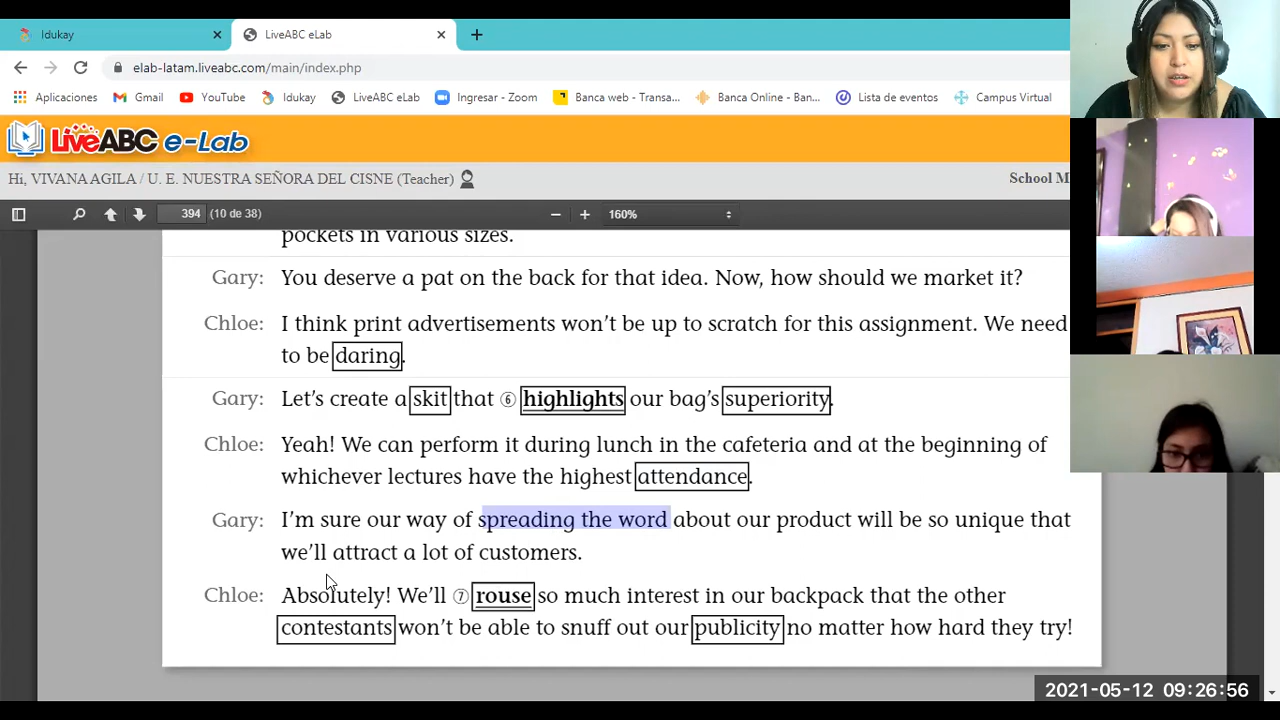 Idukay
LiveABC eLab
elab-latam.liveabc.com/main/index.php
Aplicaciones Gmail YouTube Idukay LiveABC eLab Ingresar - Zoom Banca web - Transa... Banca Online - Ban... Lista de eventos Campus Virtual
LiveABC e-Lab
Hi, VIVANA AGILA / U. E. NUESTRA SEÑORA DEL CISNE (Teacher) School M
394 (10 de 38) 160%
pockets in various sizes.
Gary: You deserve a pat on the back for that idea. Now, how should we market it?
Chloe: I think print advertisements won't be up to scratch for this assignment. We need
to be daring.
Gary: Let's create a skit that ⑥ highlights our bag's superiority.
Chloe: Yeah! We can perform it during lunch in the cafeteria and at the beginning of
whichever lectures have the highest attendance.
Gary: I'm sure our way of spreading the word about our product will be so unique that
we'll attract a lot of customers.
Chloe: Absolutely! We'll ⑦ rouse so much interest in our backpack that the other
contestants won't be able to snuff out our publicity no matter how hard they try!
2021-05-12 09:26:56